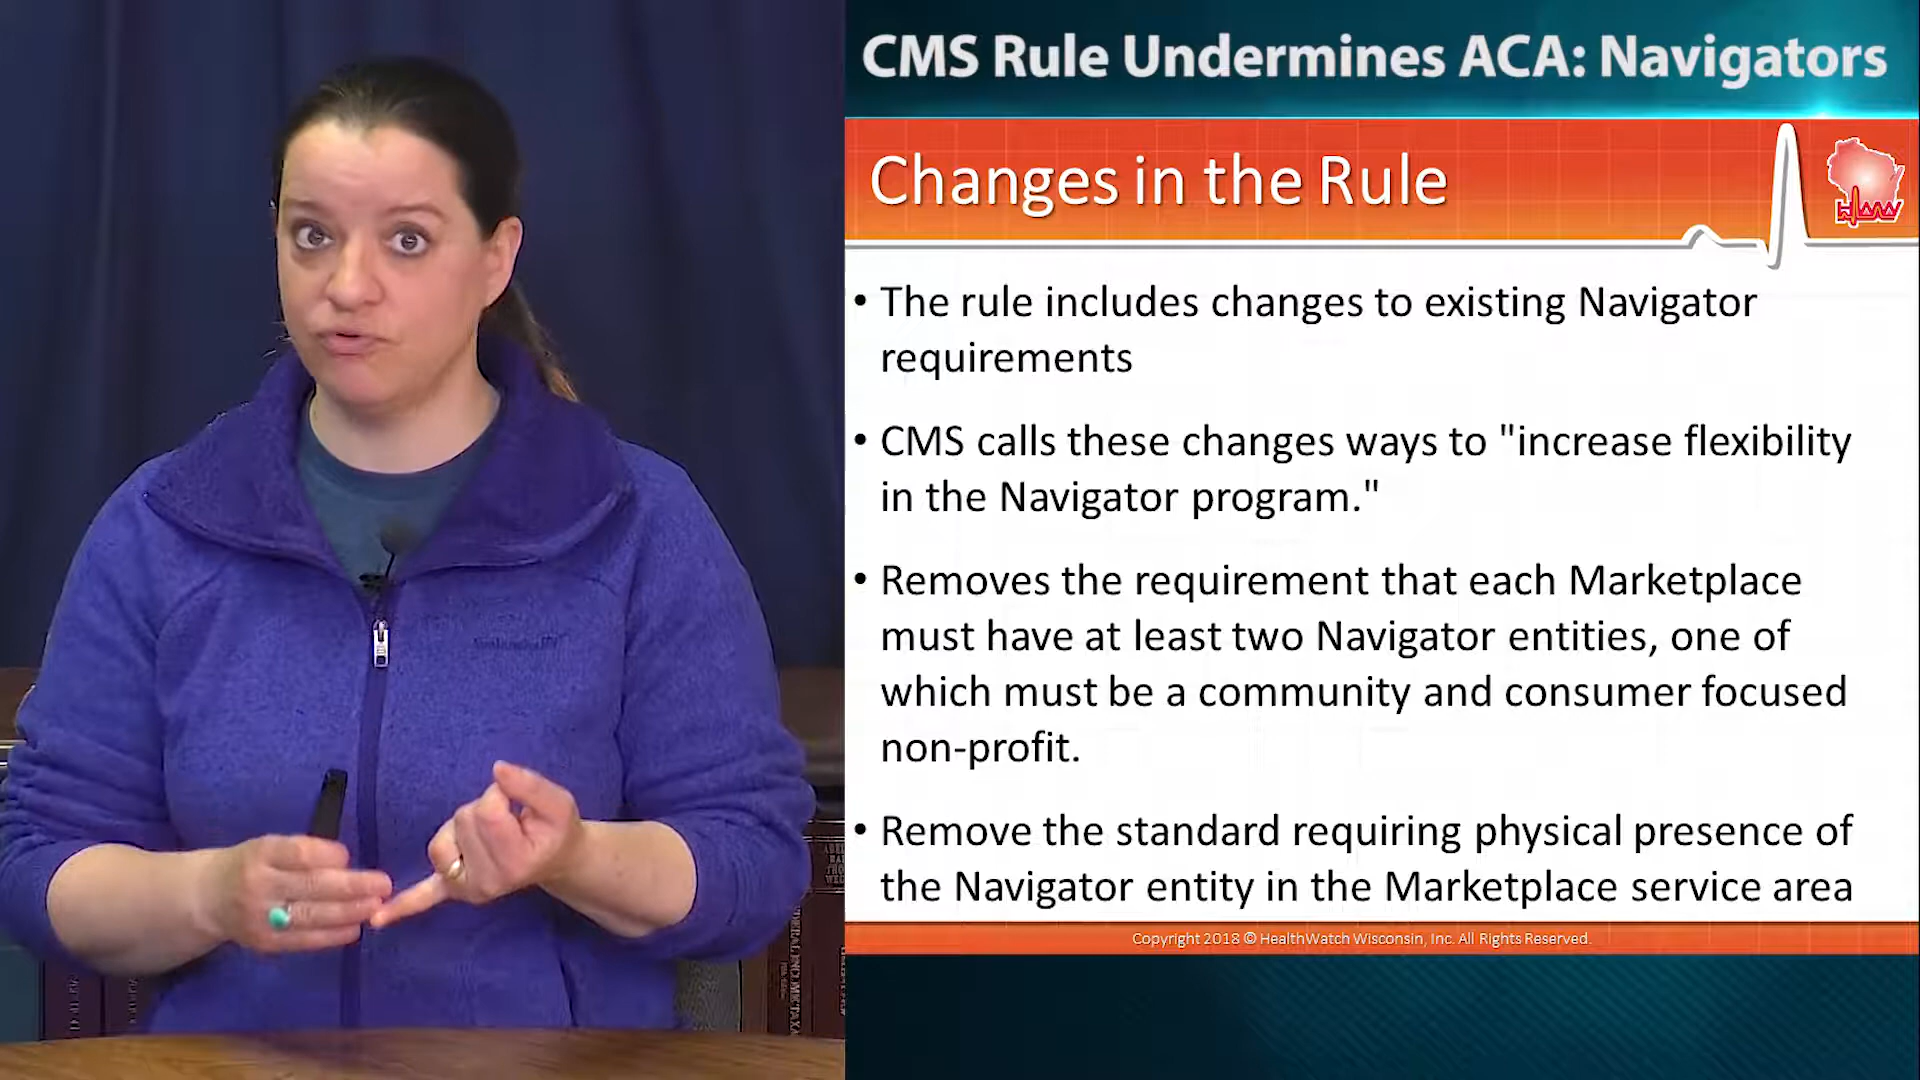 CMS Rule Undermines ACA: Navigators
Changes in the Rule
• The rule includes changes to existing Navigator
requirements
• CMS calls these changes ways to "increase flexibility
in the Navigator program."
• Removes the requirement that each Marketplace
must have at least two Navigator entities, one of
which must be a community and consumer focused
non-profit.
• Remove the standard requiring physical presence of
the Navigator entity in the Marketplace service area
Copyright 2018 © HealthWatch Wisconsin, Inc. All Rights Reserved.